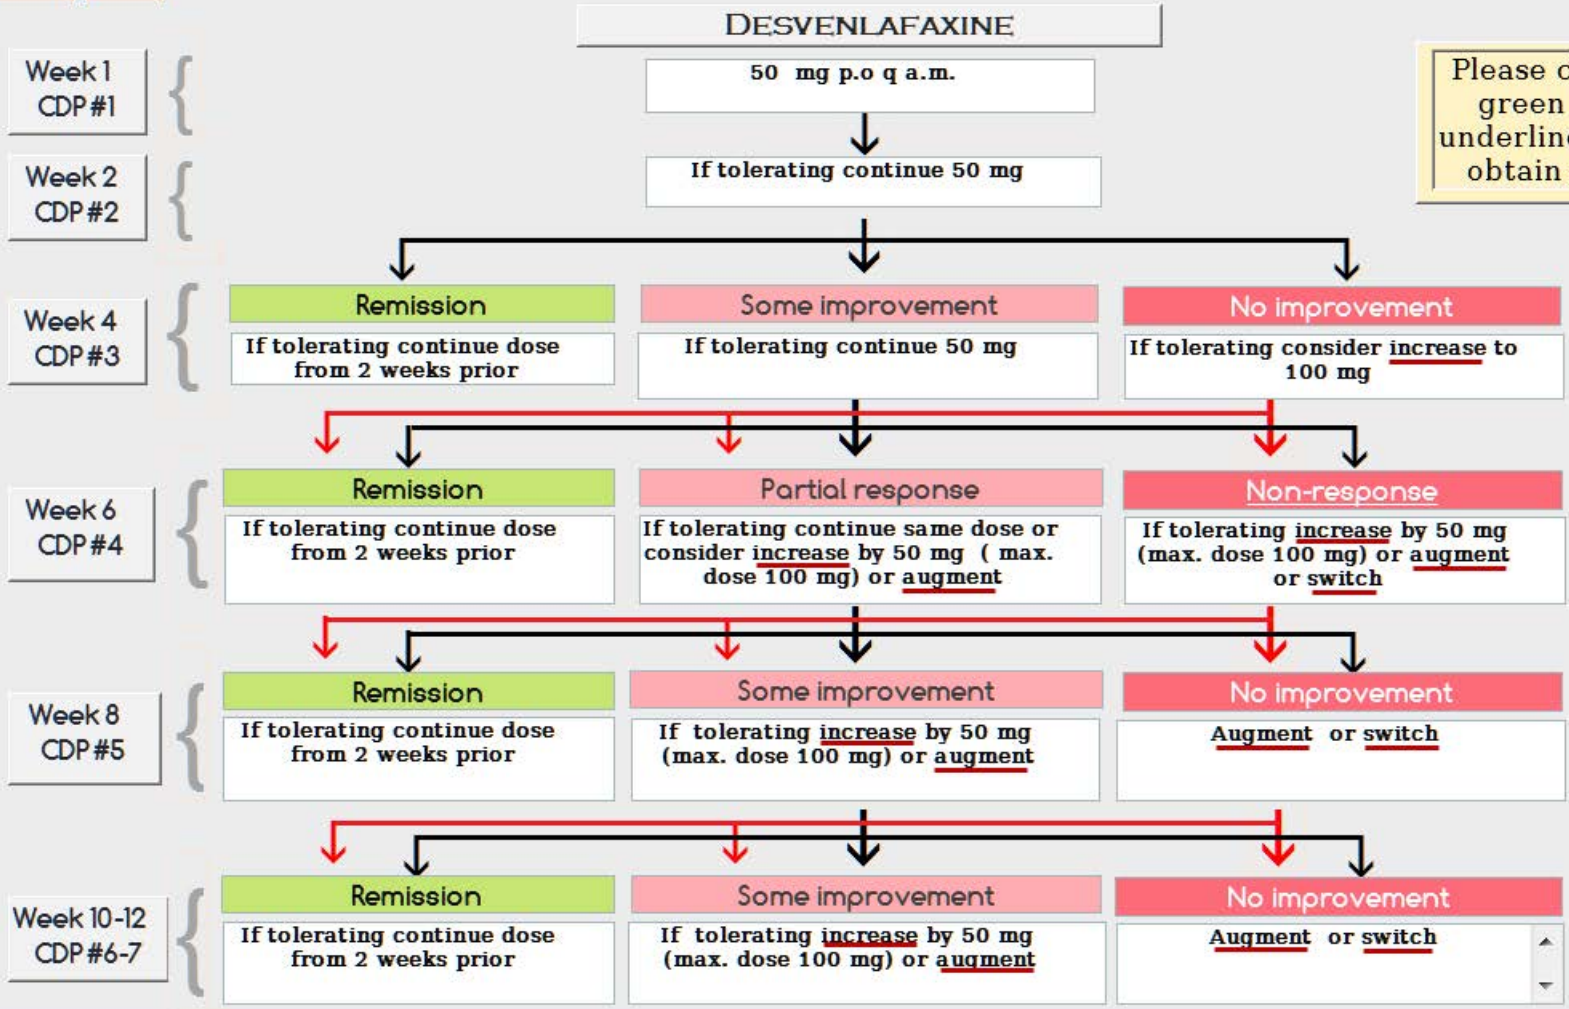 DESVENLAFAXINE
Week 1
CDP #1
50 mg p.o q a.m.
Please
green
underlin
obtain
Week 2
CDP #2
If tolerating continue 50 mg
Week 4
CDP #3
Remission
If tolerating continue dose
from 2 weeks prior
Some improvement
If tolerating continue 50 mg
No improvement
If tolerating consider increase to
100 mg
Week 6
CDP #4
Remission
If tolerating continue dose
from 2 weeks prior
Partial response
If tolerating continue same dose or
consider increase by 50 mg ( max.
dose 100 mg) or augment
Non-response
If tolerating increase by 50 mg
(max. dose 100 mg) or augment
or switch
Week 8
CDP #5
Remission
If tolerating continue dose
from 2 weeks prior
Some improvement
If tolerating increase by 50 mg
(max. dose 100 mg) or augment
No improvement
Augment or switch
Week 10-12
CDP #6-7
Remission
If tolerating continue dose
from 2 weeks prior
Some improvement
If tolerating increase by 50 mg
(max. dose 100 mg) or augment
No improvement
Augment or switch